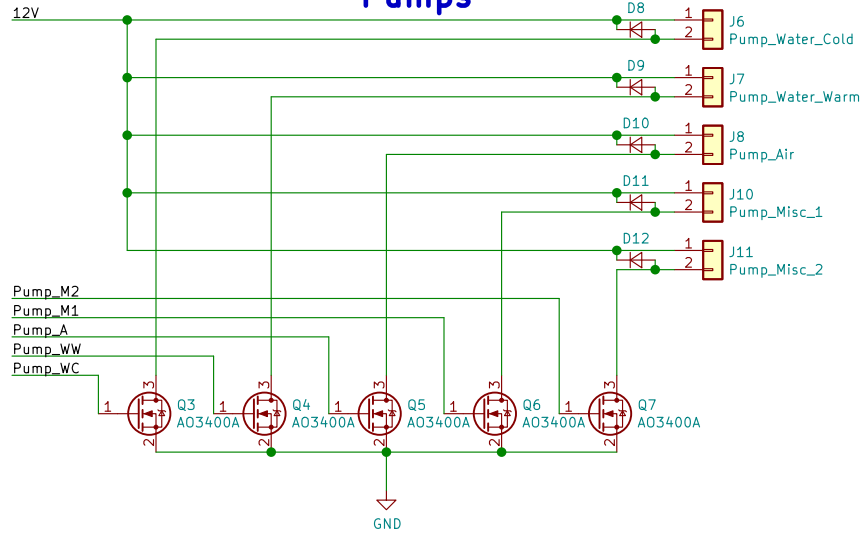 Pumps
12V
D8
1
2
J6
Pump_Water_Cold
D9
1
2
J7
Pump_Water_Warm
D10
1
2
J8
Pump_Air
D11
1
2
J10
Pump_Misc_1
D12
1
2
J11
Pump_Misc_2
Pump_M2
Pump_M1
Pump_A
Pump_WW
Pump_WC
3
1
2
Q3
AO3400A
3
1
2
Q4
AO3400A
3
1
2
Q5
AO3400A
3
1
2
Q6
AO3400A
3
1
2
Q7
AO3400A
GND